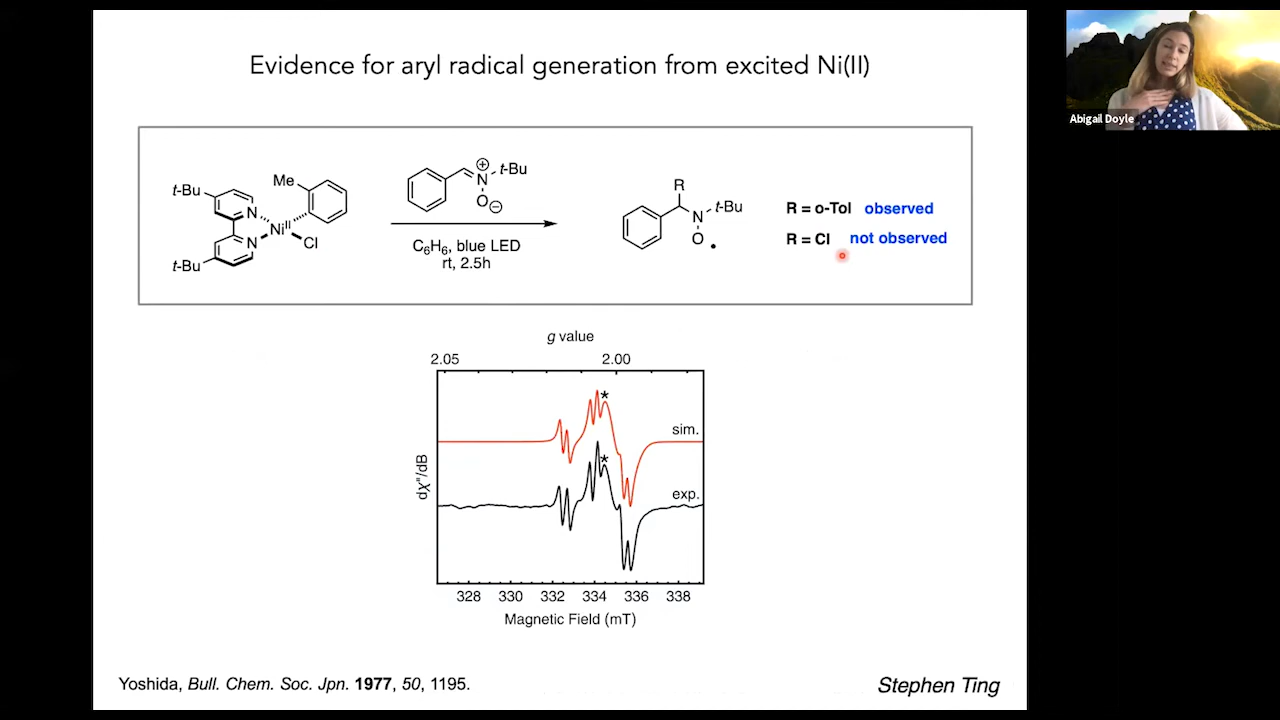 Evidence for aryl radical generation from excited Ni(II)
Abigail Doyle
t-Bu
Me
N
Ni
II
N
Cl
t-Bu
⊕
N
t-Bu
O
⊖
C6H6, blue LED
rt, 2.5h
R
N
t-Bu
O
•
R = o-Tol observed
R = Cl not observed
g value
2.05 2.00
*
sim.
*
exp.
dχ"/dB
328 330 332 334 336 338
Magnetic Field (mT)
Yoshida, Bull. Chem. Soc. Jpn. 1977, 50, 1195.
Stephen Ting